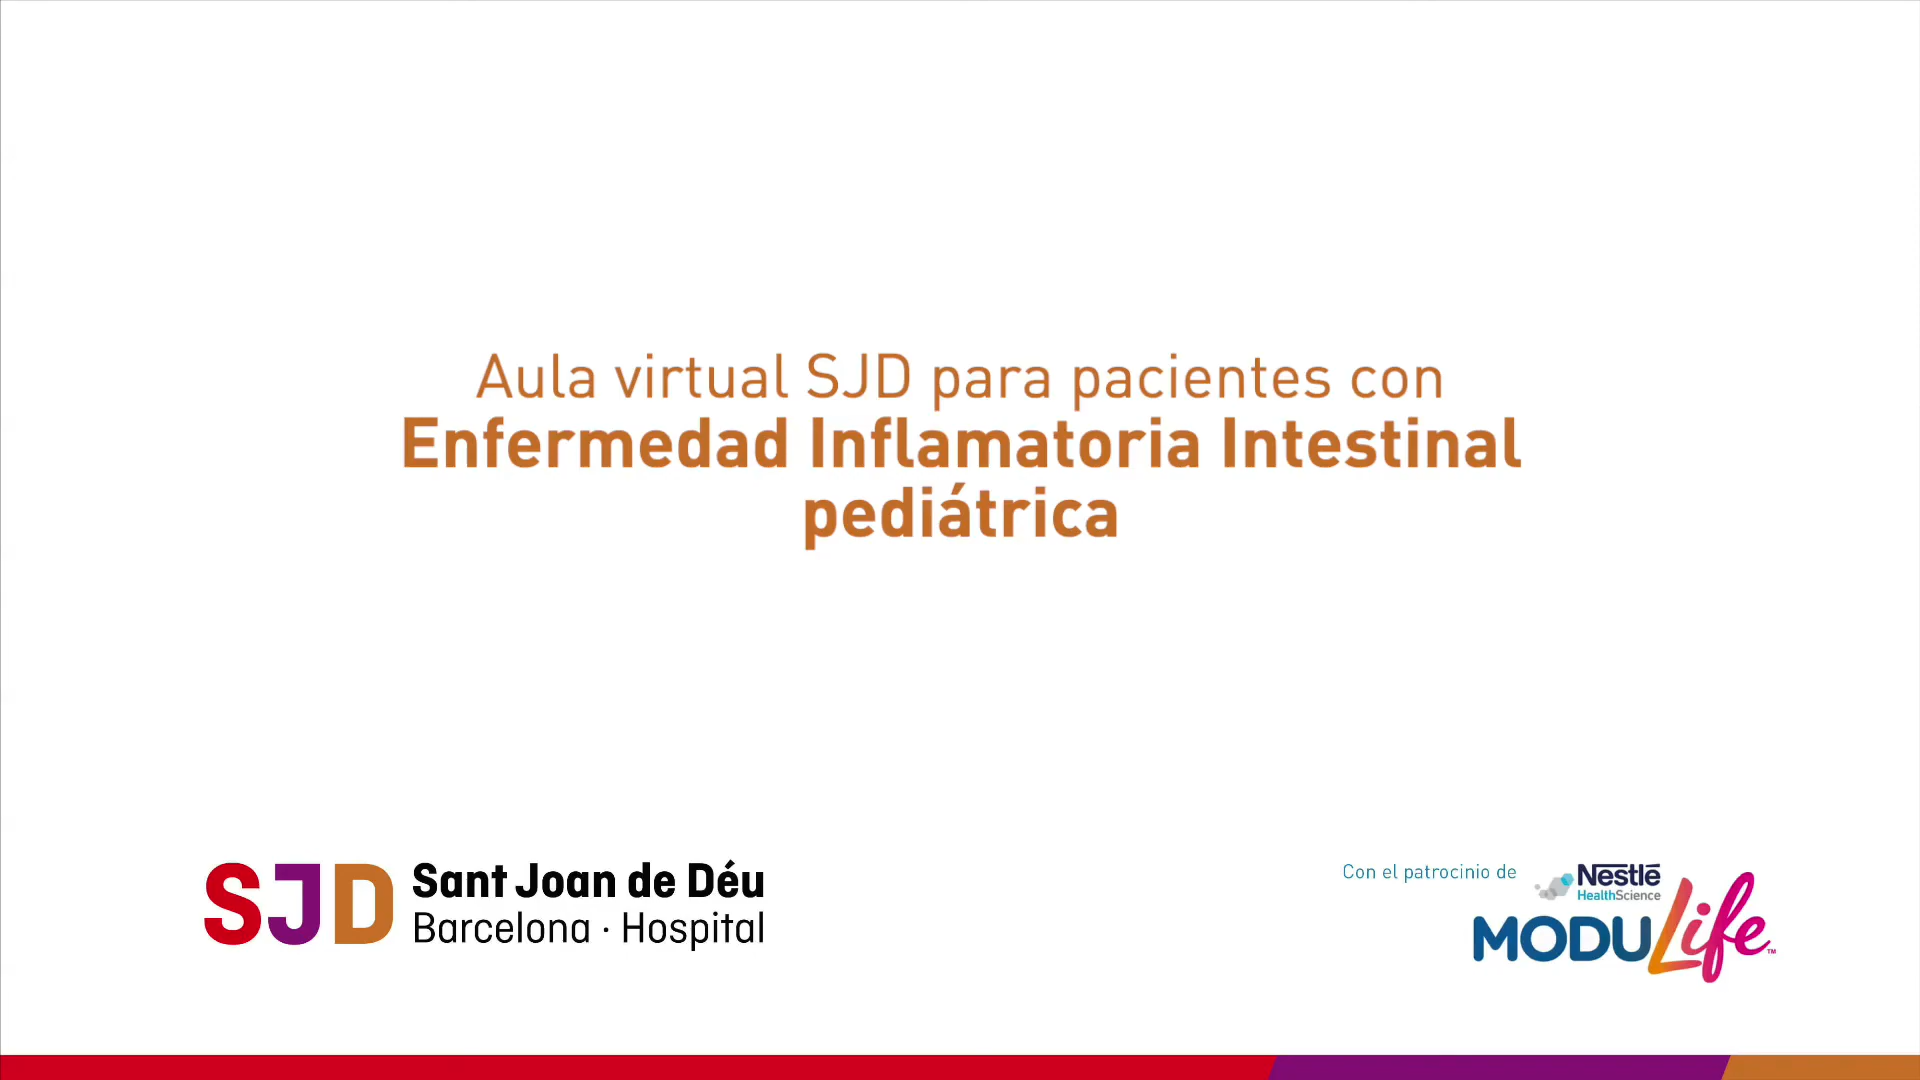 Aula virtual SJD para pacientes con
Enfermedad Inflamatoria Intestinal
pediátrica
SJD Sant Joan de Déu
Barcelona · Hospital
Con el patrocinio de
Nestlé
HealthScience
MODULife™